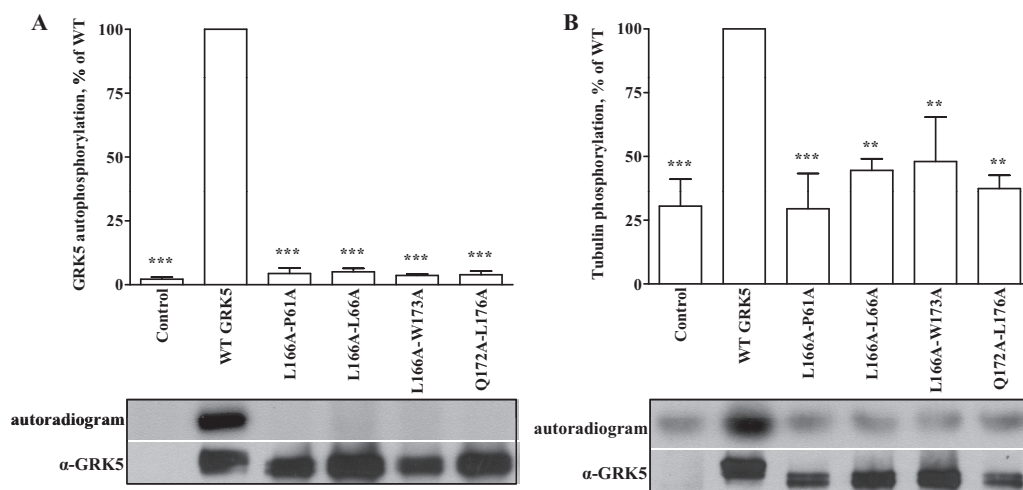 A
GRK5 autophosphorylation, % of WT
100
75
50
25
0
***
***
***
***
***
Control
WT GRK5
L166A-P61A
L166A-L66A
L166A-W173A
Q172A-L176A
autoradiogram
α-GRK5
B
Tubulin phosphorylation, % of WT
100
75
50
25
0
***
***
**
**
**
Control
WT GRK5
L166A-P61A
L166A-L66A
L166A-W173A
Q172A-L176A
autoradiogram
α-GRK5